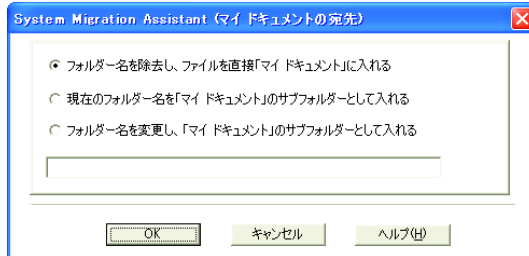 System Migration Assistant (マイ ドキュメントの宛先)
フォルダー名を除去し、ファイルを直接「マイ ドキュメント」に入れる
現在のフォルダー名を「マイ ドキュメント」のサブフォルダーとして入れる
フォルダー名を変更し、「マイ ドキュメント」のサブフォルダーとして入れる
OK キャンセル ヘルプ(H)